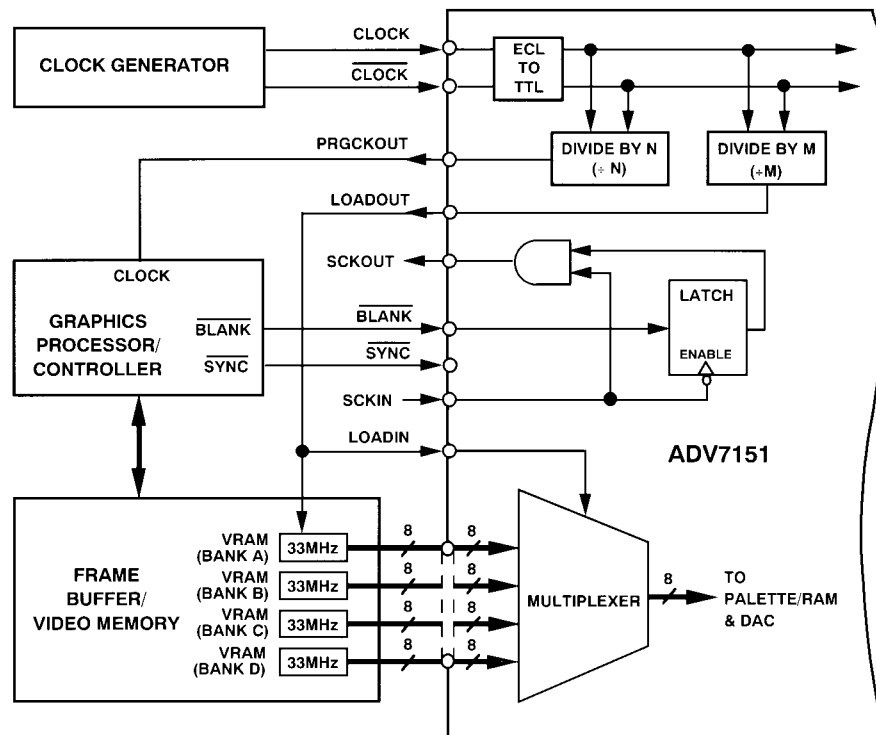 CLOCK GENERATOR
CLOCK
CLOCK
ECL
TO
TTL
PRGCKOUT
DIVIDE BY N
(÷ N)
DIVIDE BY M
(÷M)
LOADOUT
SCKOUT
CLOCK
GRAPHICS
PROCESSOR/
CONTROLLER
BLANK
SYNC
BLANK
SYNC
LATCH
ENABLE
SCKIN
LOADIN
ADV7151
FRAME
BUFFER/
VIDEO MEMORY
VRAM
(BANK A)
33MHz
8
8
VRAM
(BANK B)
33MHz
8
8
VRAM
(BANK C)
33MHz
8
8
VRAM
(BANK D)
33MHz
8
8
MULTIPLEXER
8
TO
PALETTE/RAM
& DAC